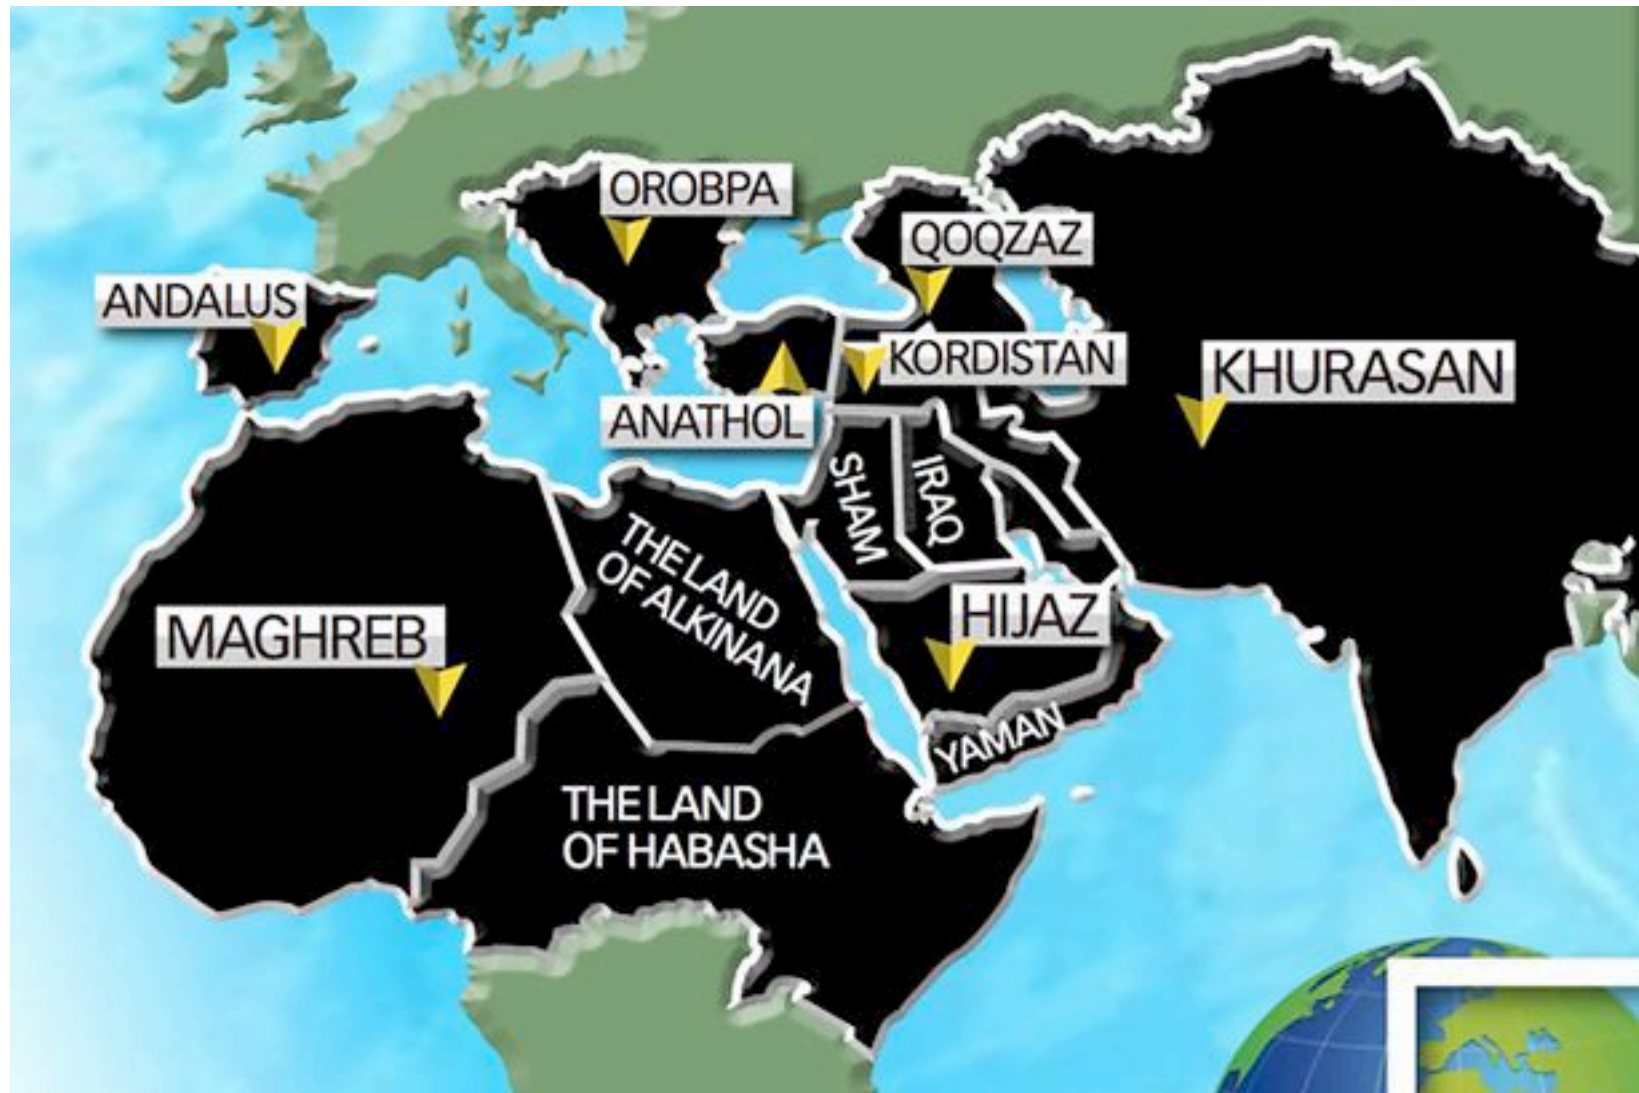 OROBPA
QOQZAZ
ANDALUS
KORDISTAN
KHURASAN
ANATHOL
SHAM
IRAQ
THE LAND
OF ALKINANA
HIJAZ
MAGHREB
YAMAN
THE LAND
OF HABASHA